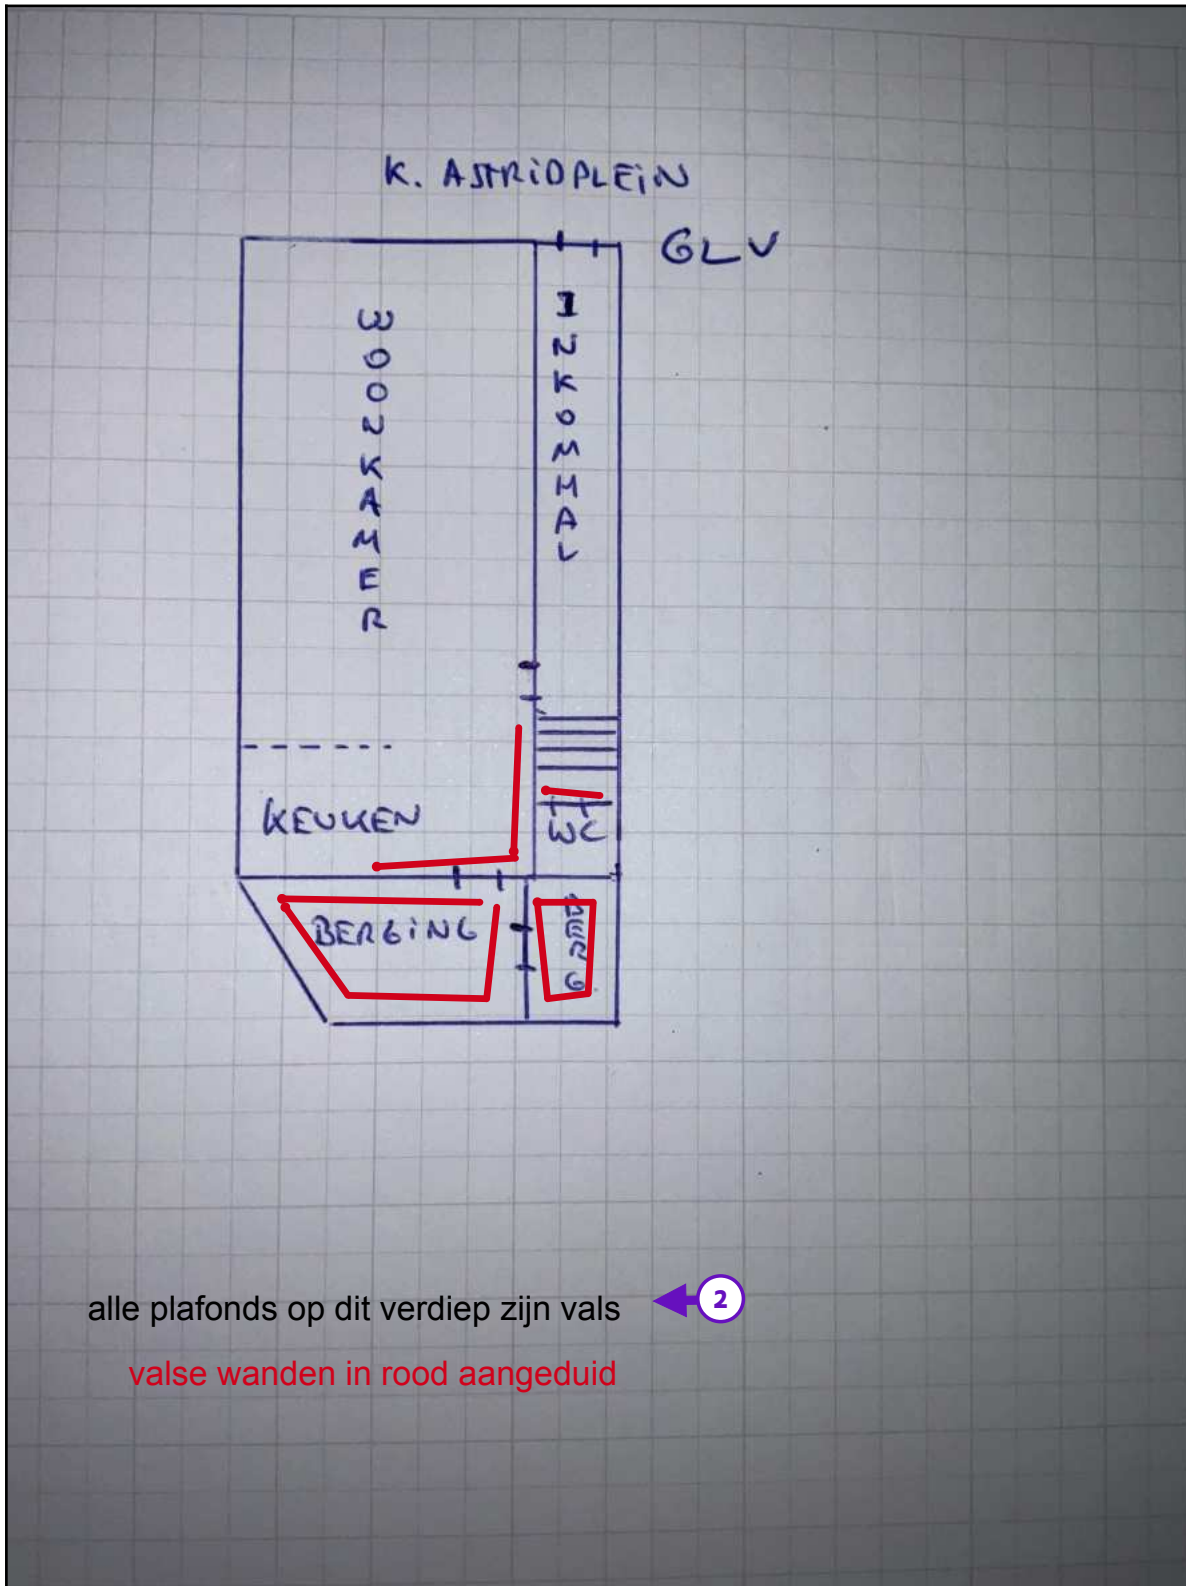 K. ASTRIDPLEIN
GLV
WOONKAMER
INKOMHAL
KEUKEN
WC
BERGING
BERG
alle plafonds op dit verdiep zijn vals
2
valse wanden in rood aangeduid